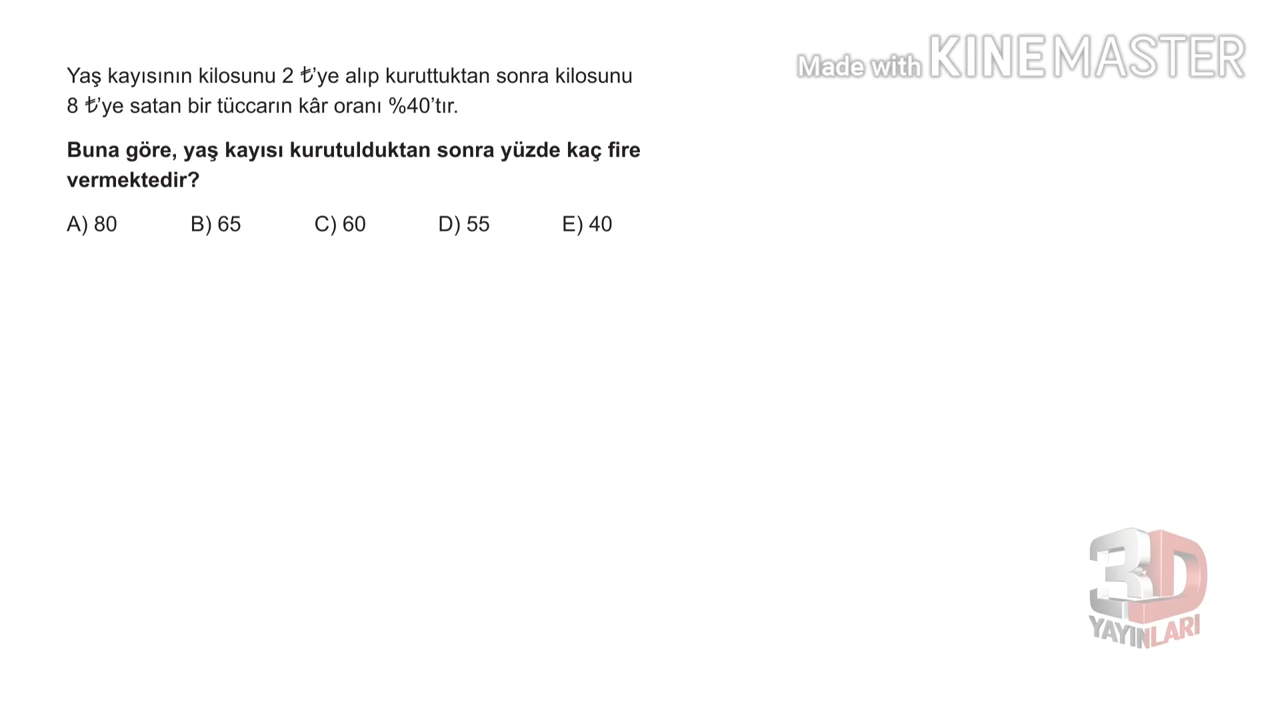 Made with KINEMASTER
Yaş kayısının kilosunu 2 ₺'ye alıp kuruttuktan sonra kilosunu
8 ₺'ye satan bir tüccarın kâr oranı %40'tır.
Buna göre, yaş kayısı kurutulduktan sonra yüzde kaç fire
vermektedir?
A) 80 B) 65 C) 60 D) 55 E) 40
3D
YAYINLARI